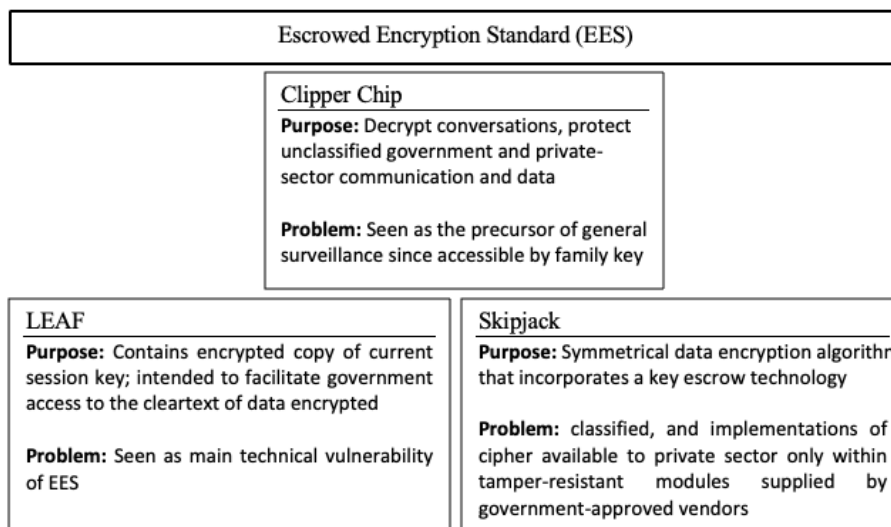 Escrowed Encryption Standard (EES)
Clipper Chip
Purpose: Decrypt conversations, protect
unclassified government and private-
sector communication and data
Problem: Seen as the precursor of general
surveillance since accessible by family key
LEAF
Purpose: Contains encrypted copy of current
session key; intended to facilitate government
access to the cleartext of data encrypted
Problem: Seen as main technical vulnerability
of EES
Skipjack
Purpose: Symmetrical data encryption algorithm
that incorporates a key escrow technology
Problem: classified, and implementations of
cipher available to private sector only within
tamper-resistant modules supplied by
government-approved vendors